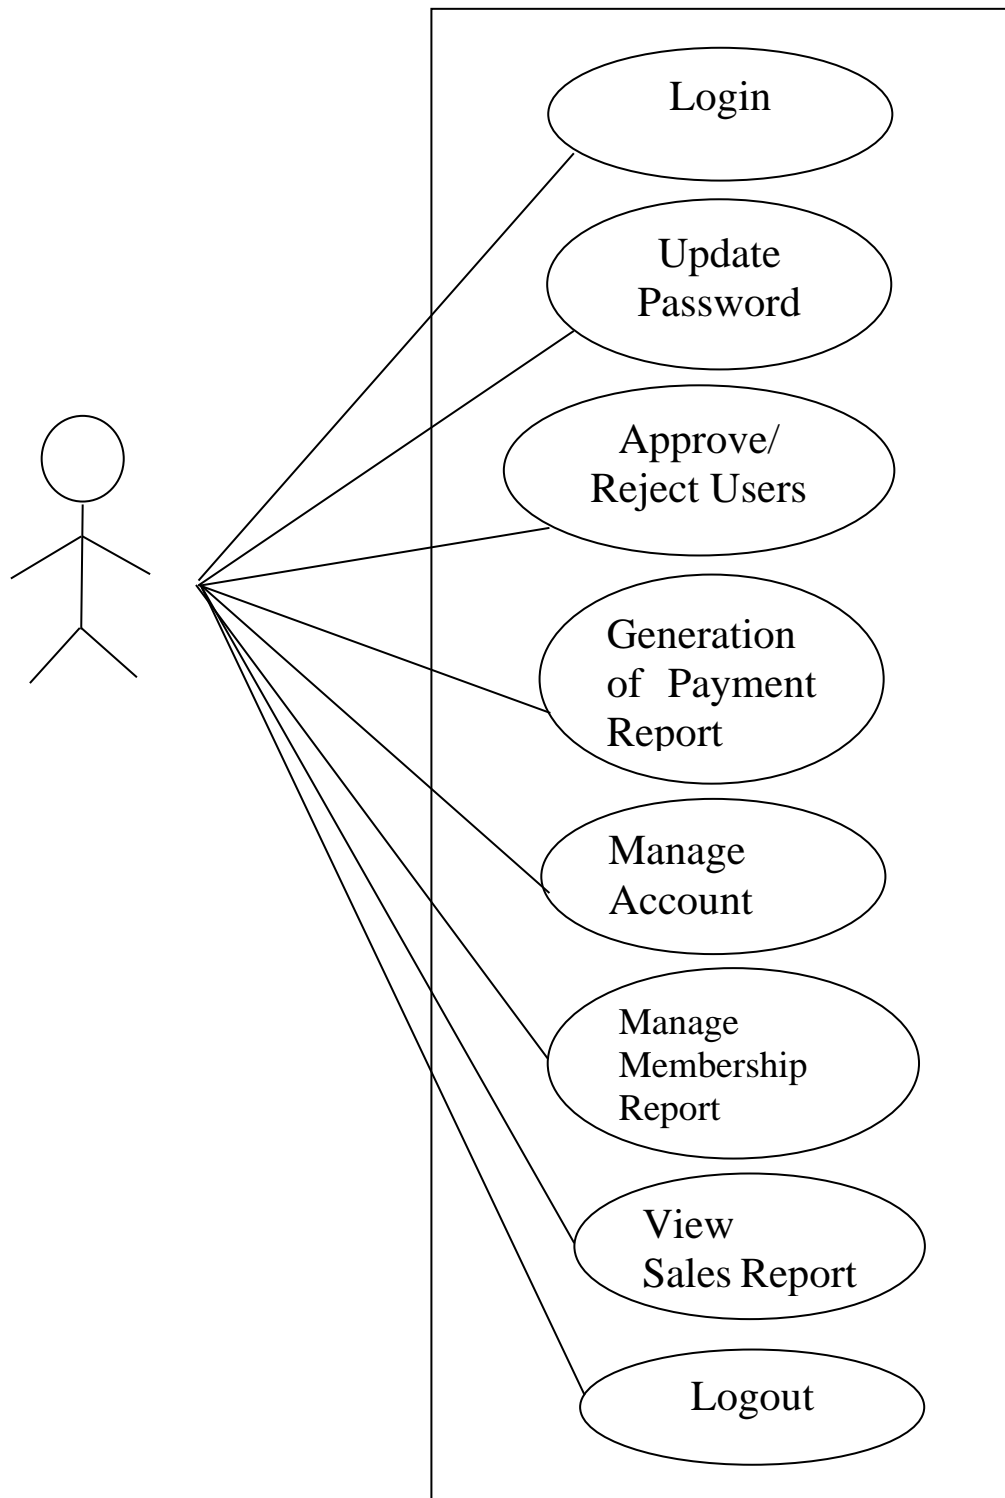 Login
Update
Password
Approve/
Reject Users
Generation
of Payment
Report
Manage
Account
Manage
Membership
Report
View
Sales Report
Logout